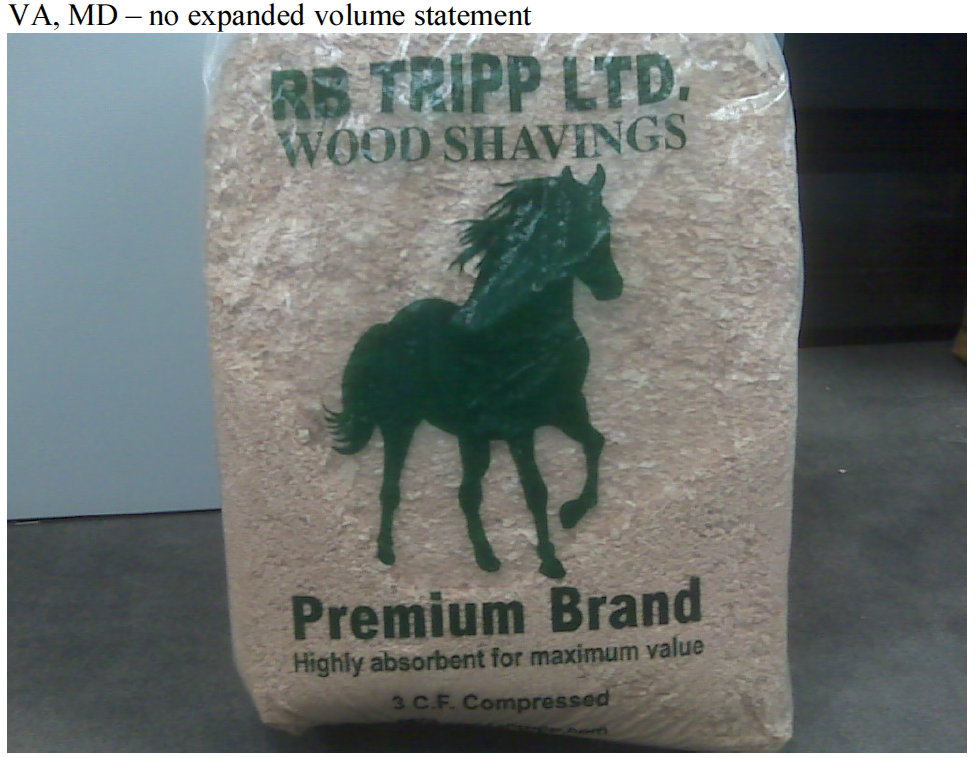 VA, MD – no expanded volume statement
RB TRIPP LTD.
WOOD SHAVINGS
Premium Brand
Highly absorbent for maximum value
3 C.F. Compressed